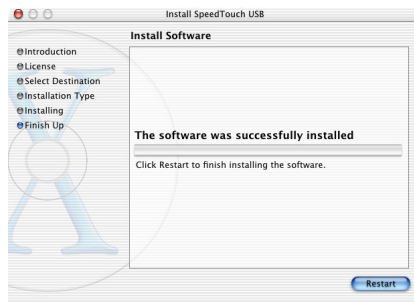 Install SpeedTouch USB
Install Software
Introduction
License
Select Destination
Installation Type
Installing
Finish Up
The software was successfully installed
Click Restart to finish installing the software.
Restart